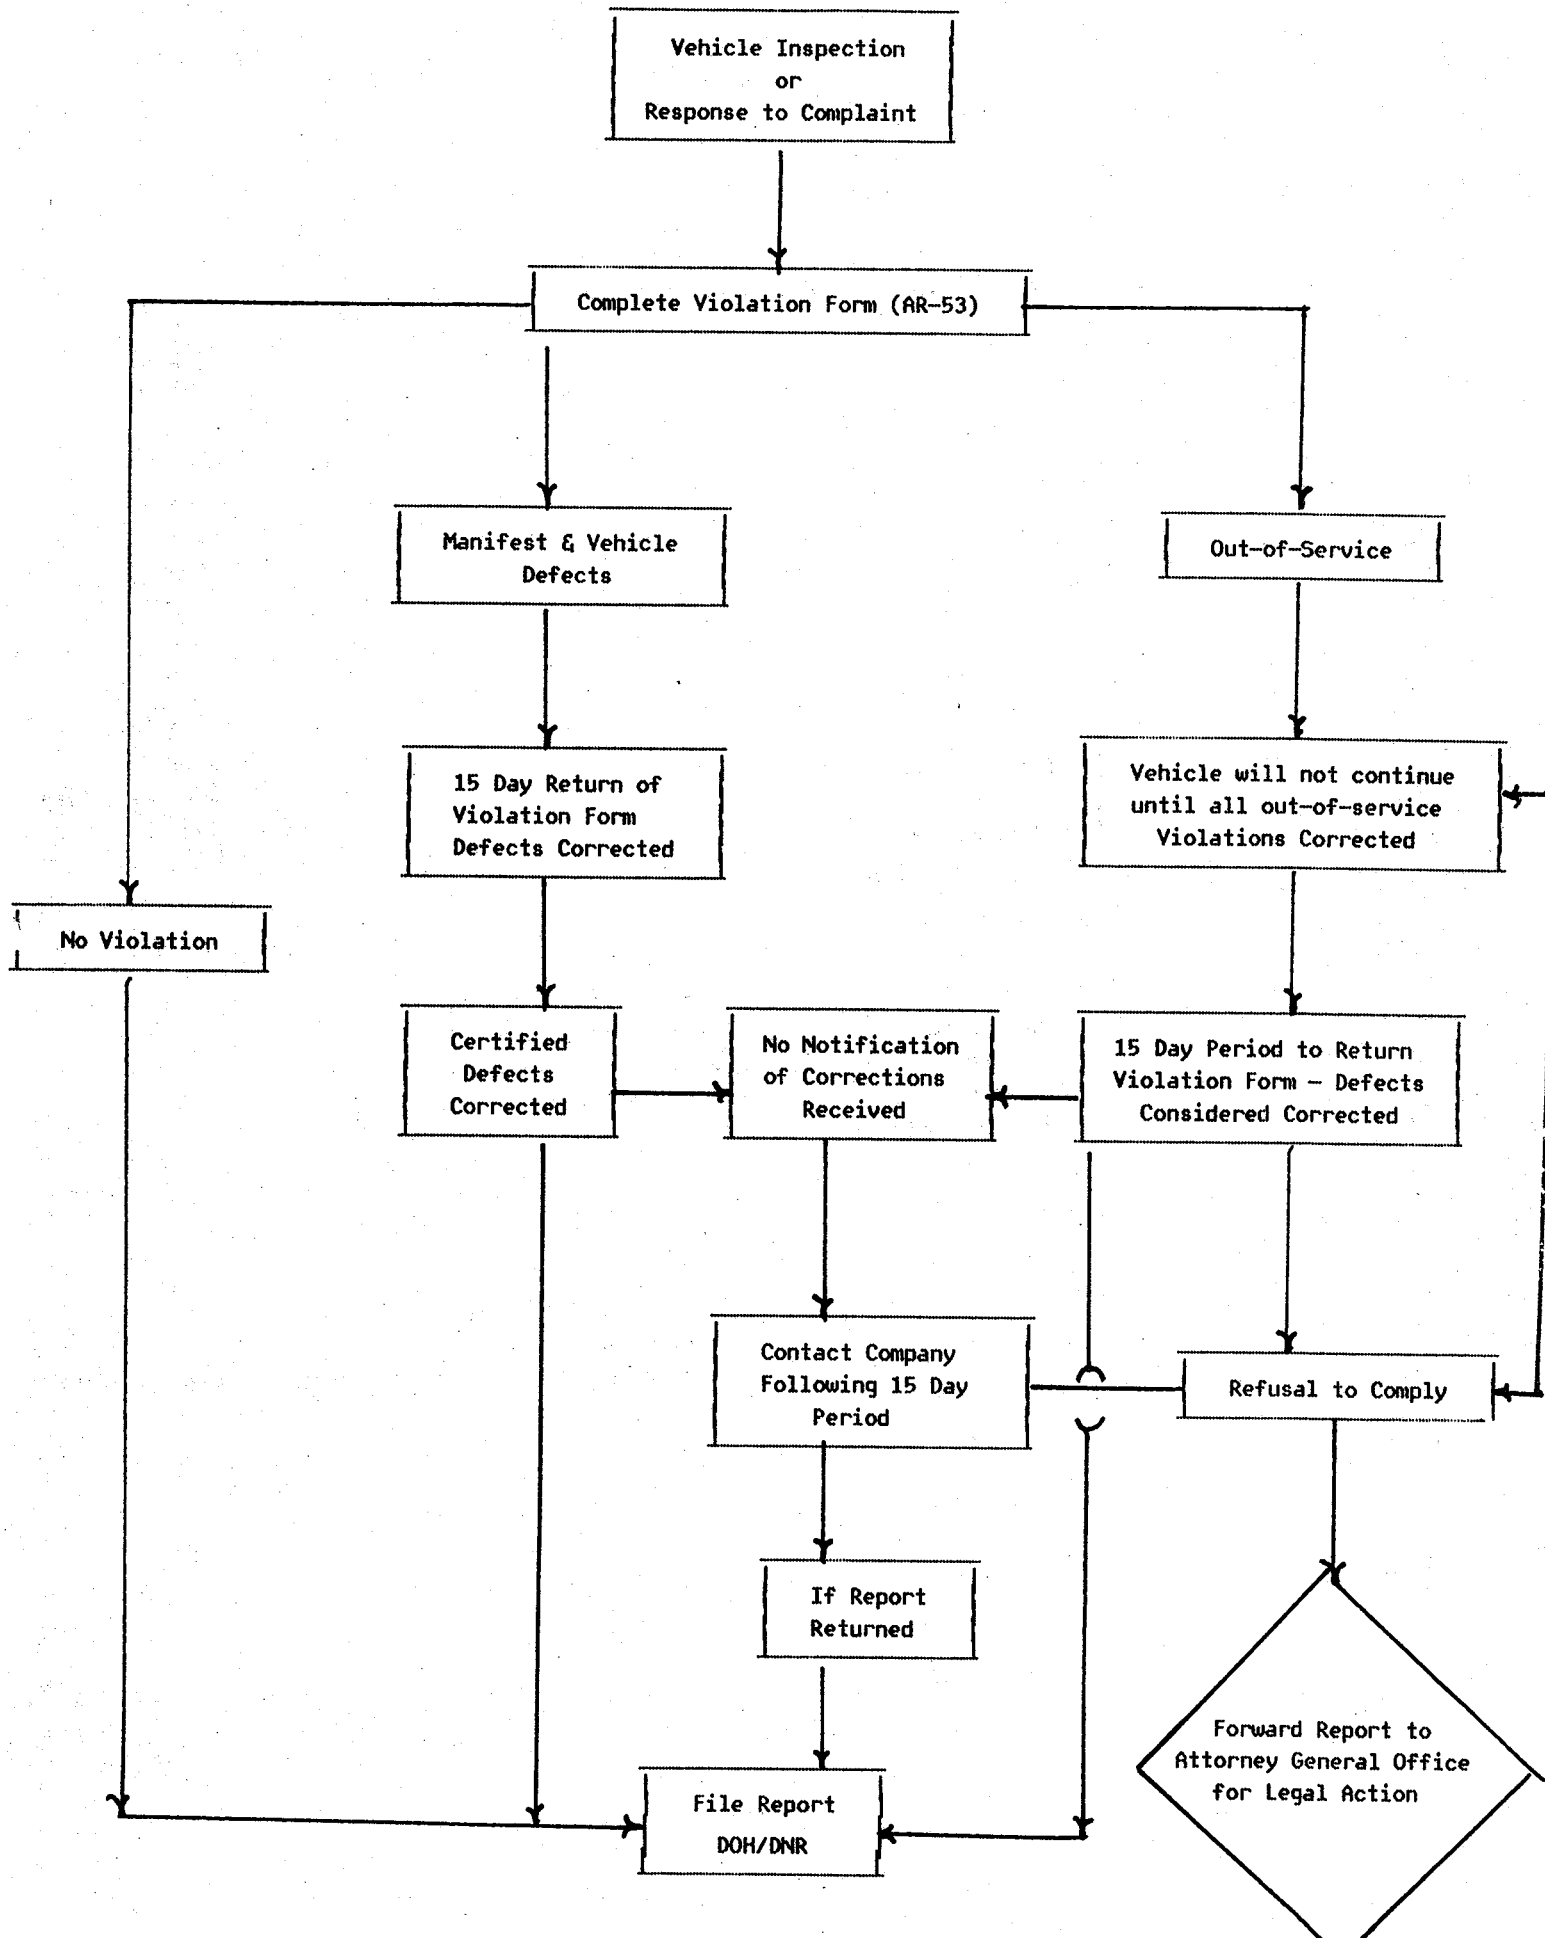 Vehicle Inspection
or
Response to Complaint
Complete Violation Form (AR-53)
Manifest & Vehicle
Defects
Out-of-Service
15 Day Return of
Violation Form
Defects Corrected
Vehicle will not continue
until all out-of-service
Violations Corrected
No Violation
Certified
Defects
Corrected
No Notification
of Corrections
Received
15 Day Period to Return
Violation Form - Defects
Considered Corrected
Contact Company
Following 15 Day
Period
Refusal to Comply
If Report
Returned
Forward Report to
Attorney General Office
for Legal Action
File Report
DOH/DNR